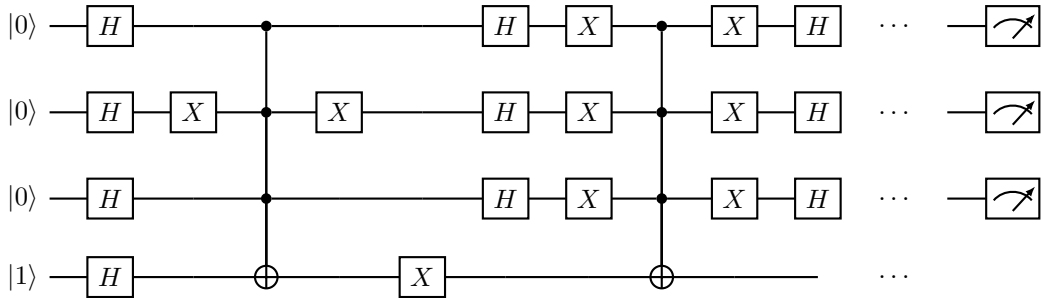 |0⟩ H H X X H ···
|0⟩ H X X H X X H ···
|0⟩ H H X X H ···
|1⟩ H X ···